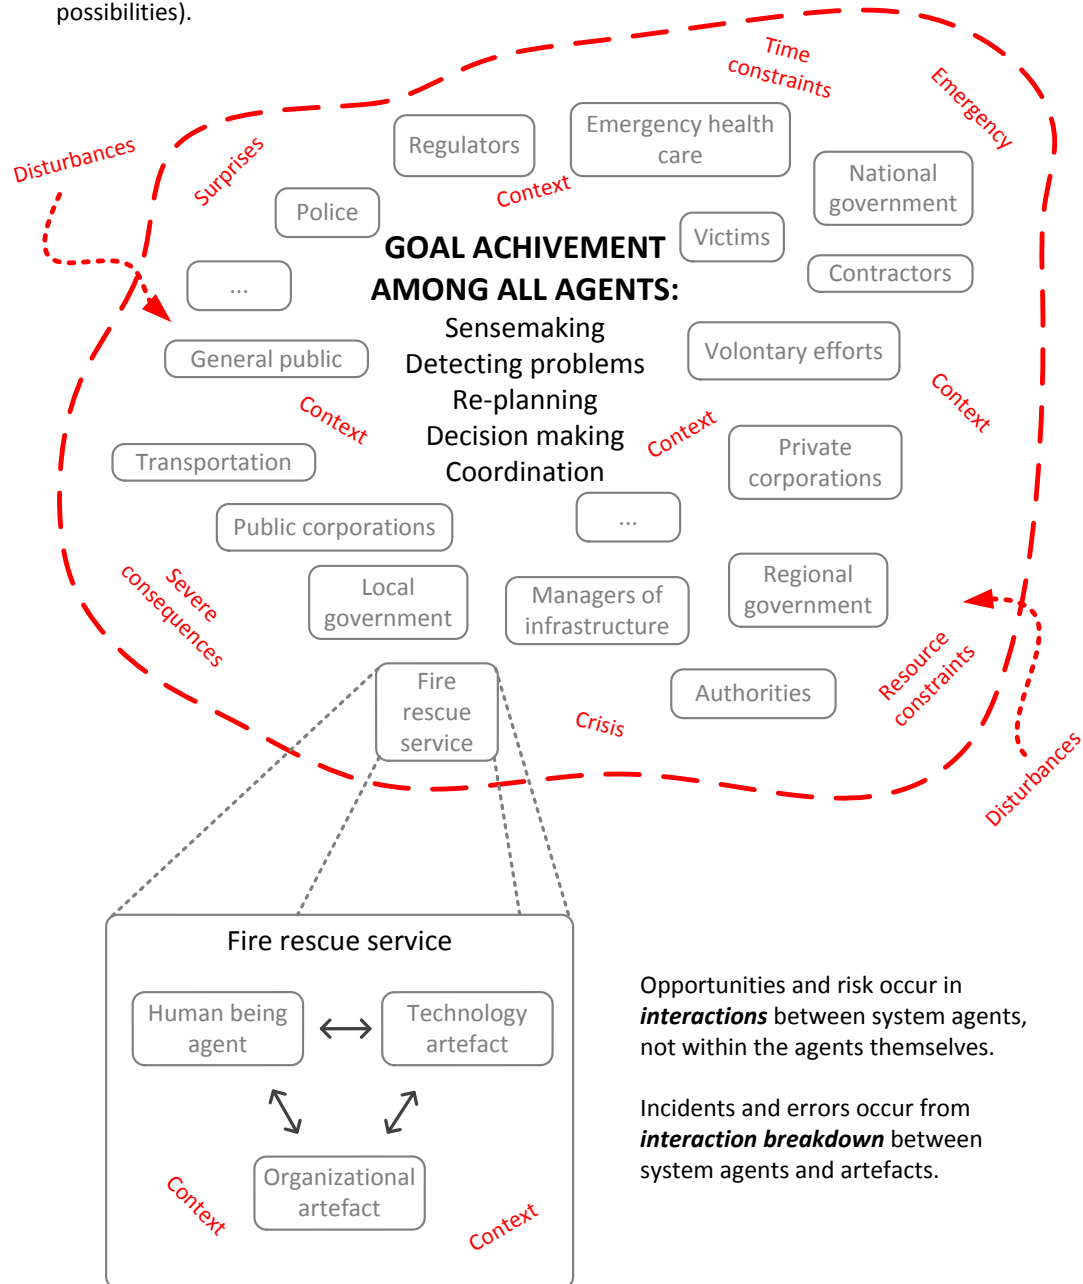 possibilities).
Time
constraints
Emergency
Disturbances
Surprises
Regulators
Emergency health
care
Context
National
government
Police
Victims
GOAL ACHIVEMENT
AMONG ALL AGENTS:
Contractors
...
Sensemaking
General public
Detecting problems
Volontary efforts
Re-planning
Context
Context
Context
Decision making
Transportation
Coordination
Private
corporations
Public corporations
...
Severe
consequences
Local
government
Managers of
infrastructure
Regional
government
Fire
rescue
service
Authorities
Resource
constraints
Crisis
Disturbances
Fire rescue service
Human being
agent
Technology
artefact
Organizational
artefact
Context
Context
Opportunities and risk occur in
interactions between system agents,
not within the agents themselves.
Incidents and errors occur from
interaction breakdown between
system agents and artefacts.